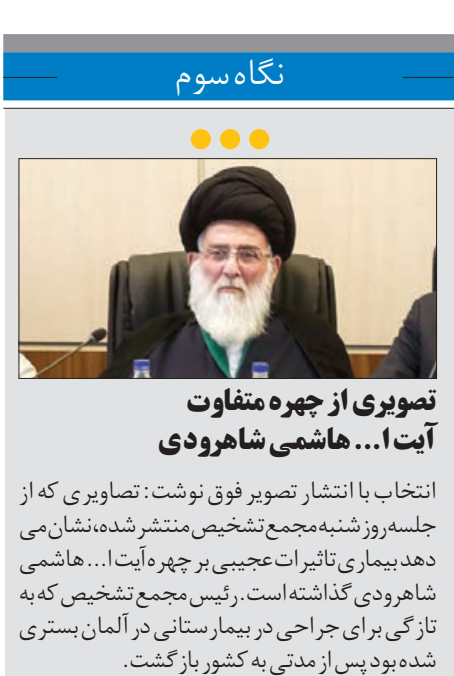 نگاه سوم
تصویری از چهره متفاوت
آیت ا... هاشمی شاهرودی
انتخاب با انتشار تصویر فوق نوشت: تصاویری که از
جلسه روز شنبه مجمع تشخیص منتشر شده، نشان می
دهد بیماری تاثیرات عجیبی بر چهره آیت ا... هاشمی
شاهرودی گذاشته است. رئیس مجمع تشخیص که به
تازگی برای جراحی در بیمارستانی در آلمان بستری
شده بود پس از مدتی به کشور بازگشت.